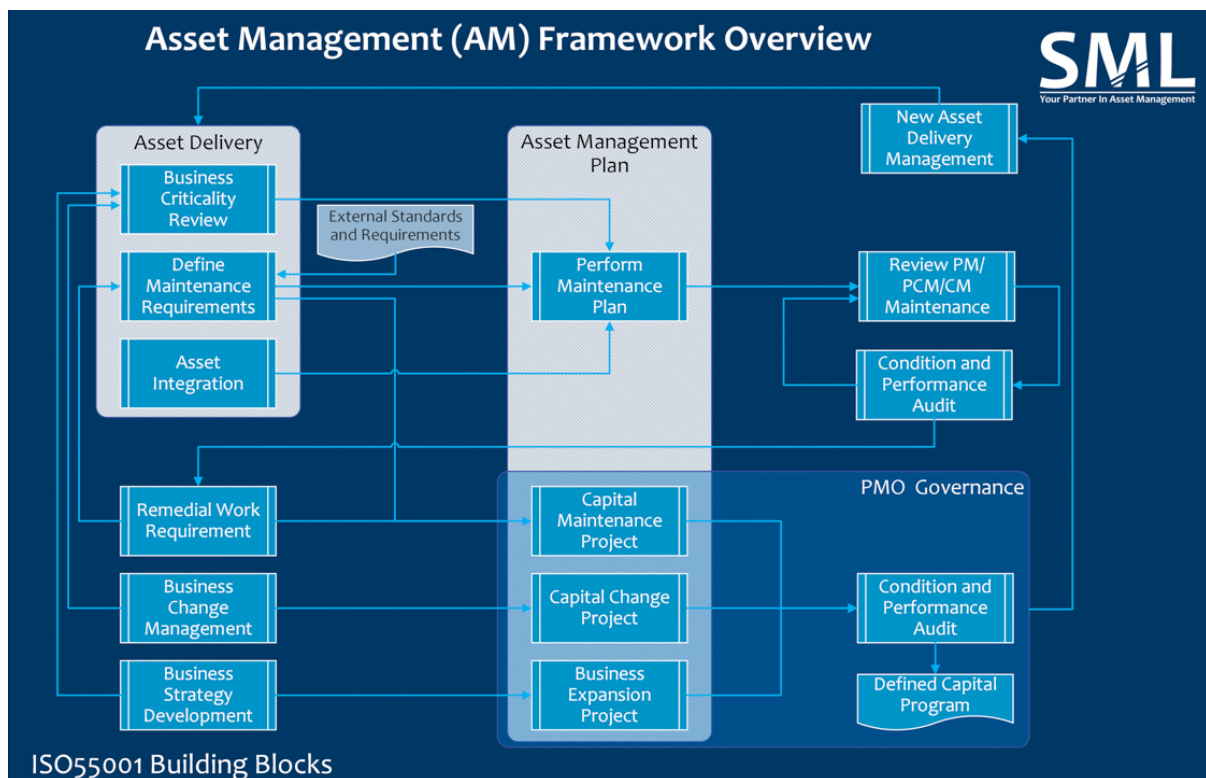 Asset Management (AM) Framework Overview
SML
Your Partner In Asset Management
New Asset
Delivery
Management
Asset Delivery
Asset Management
Plan
Business
Criticality
Review
External Standards
and Requirements
Define
Maintenance
Requirements
Perform
Maintenance
Plan
Review PM/
PCM/CM
Maintenance
Asset
Integration
Condition and
Performance
Audit
PMO Governance
Remedial Work
Requirement
Capital
Maintenance
Project
Business
Change
Management
Capital Change
Project
Condition and
Performance
Audit
Business
Strategy
Development
Business
Expansion
Project
Defined Capital
Program
ISO55001 Building Blocks